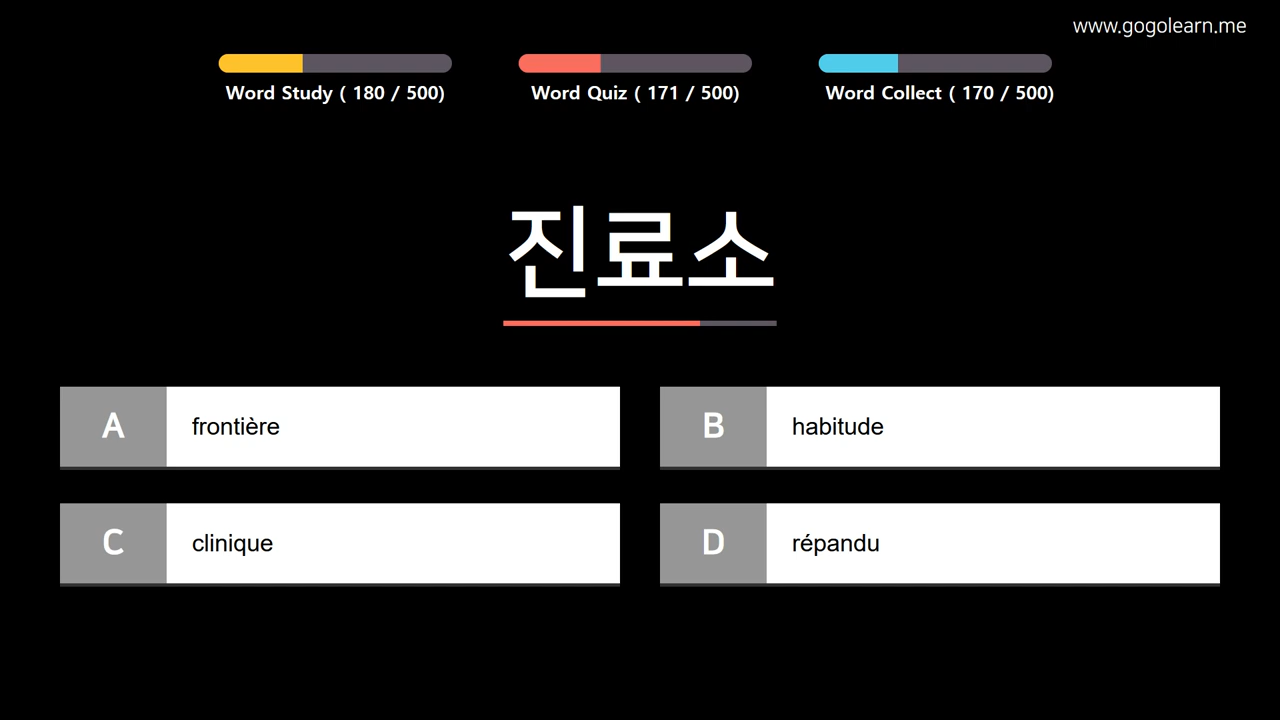 www.gogolearn.me
Word Study ( 180 / 500)
Word Quiz ( 171 / 500)
Word Collect ( 170 / 500)
진료소
A frontière
B habitude
C clinique
D répandu